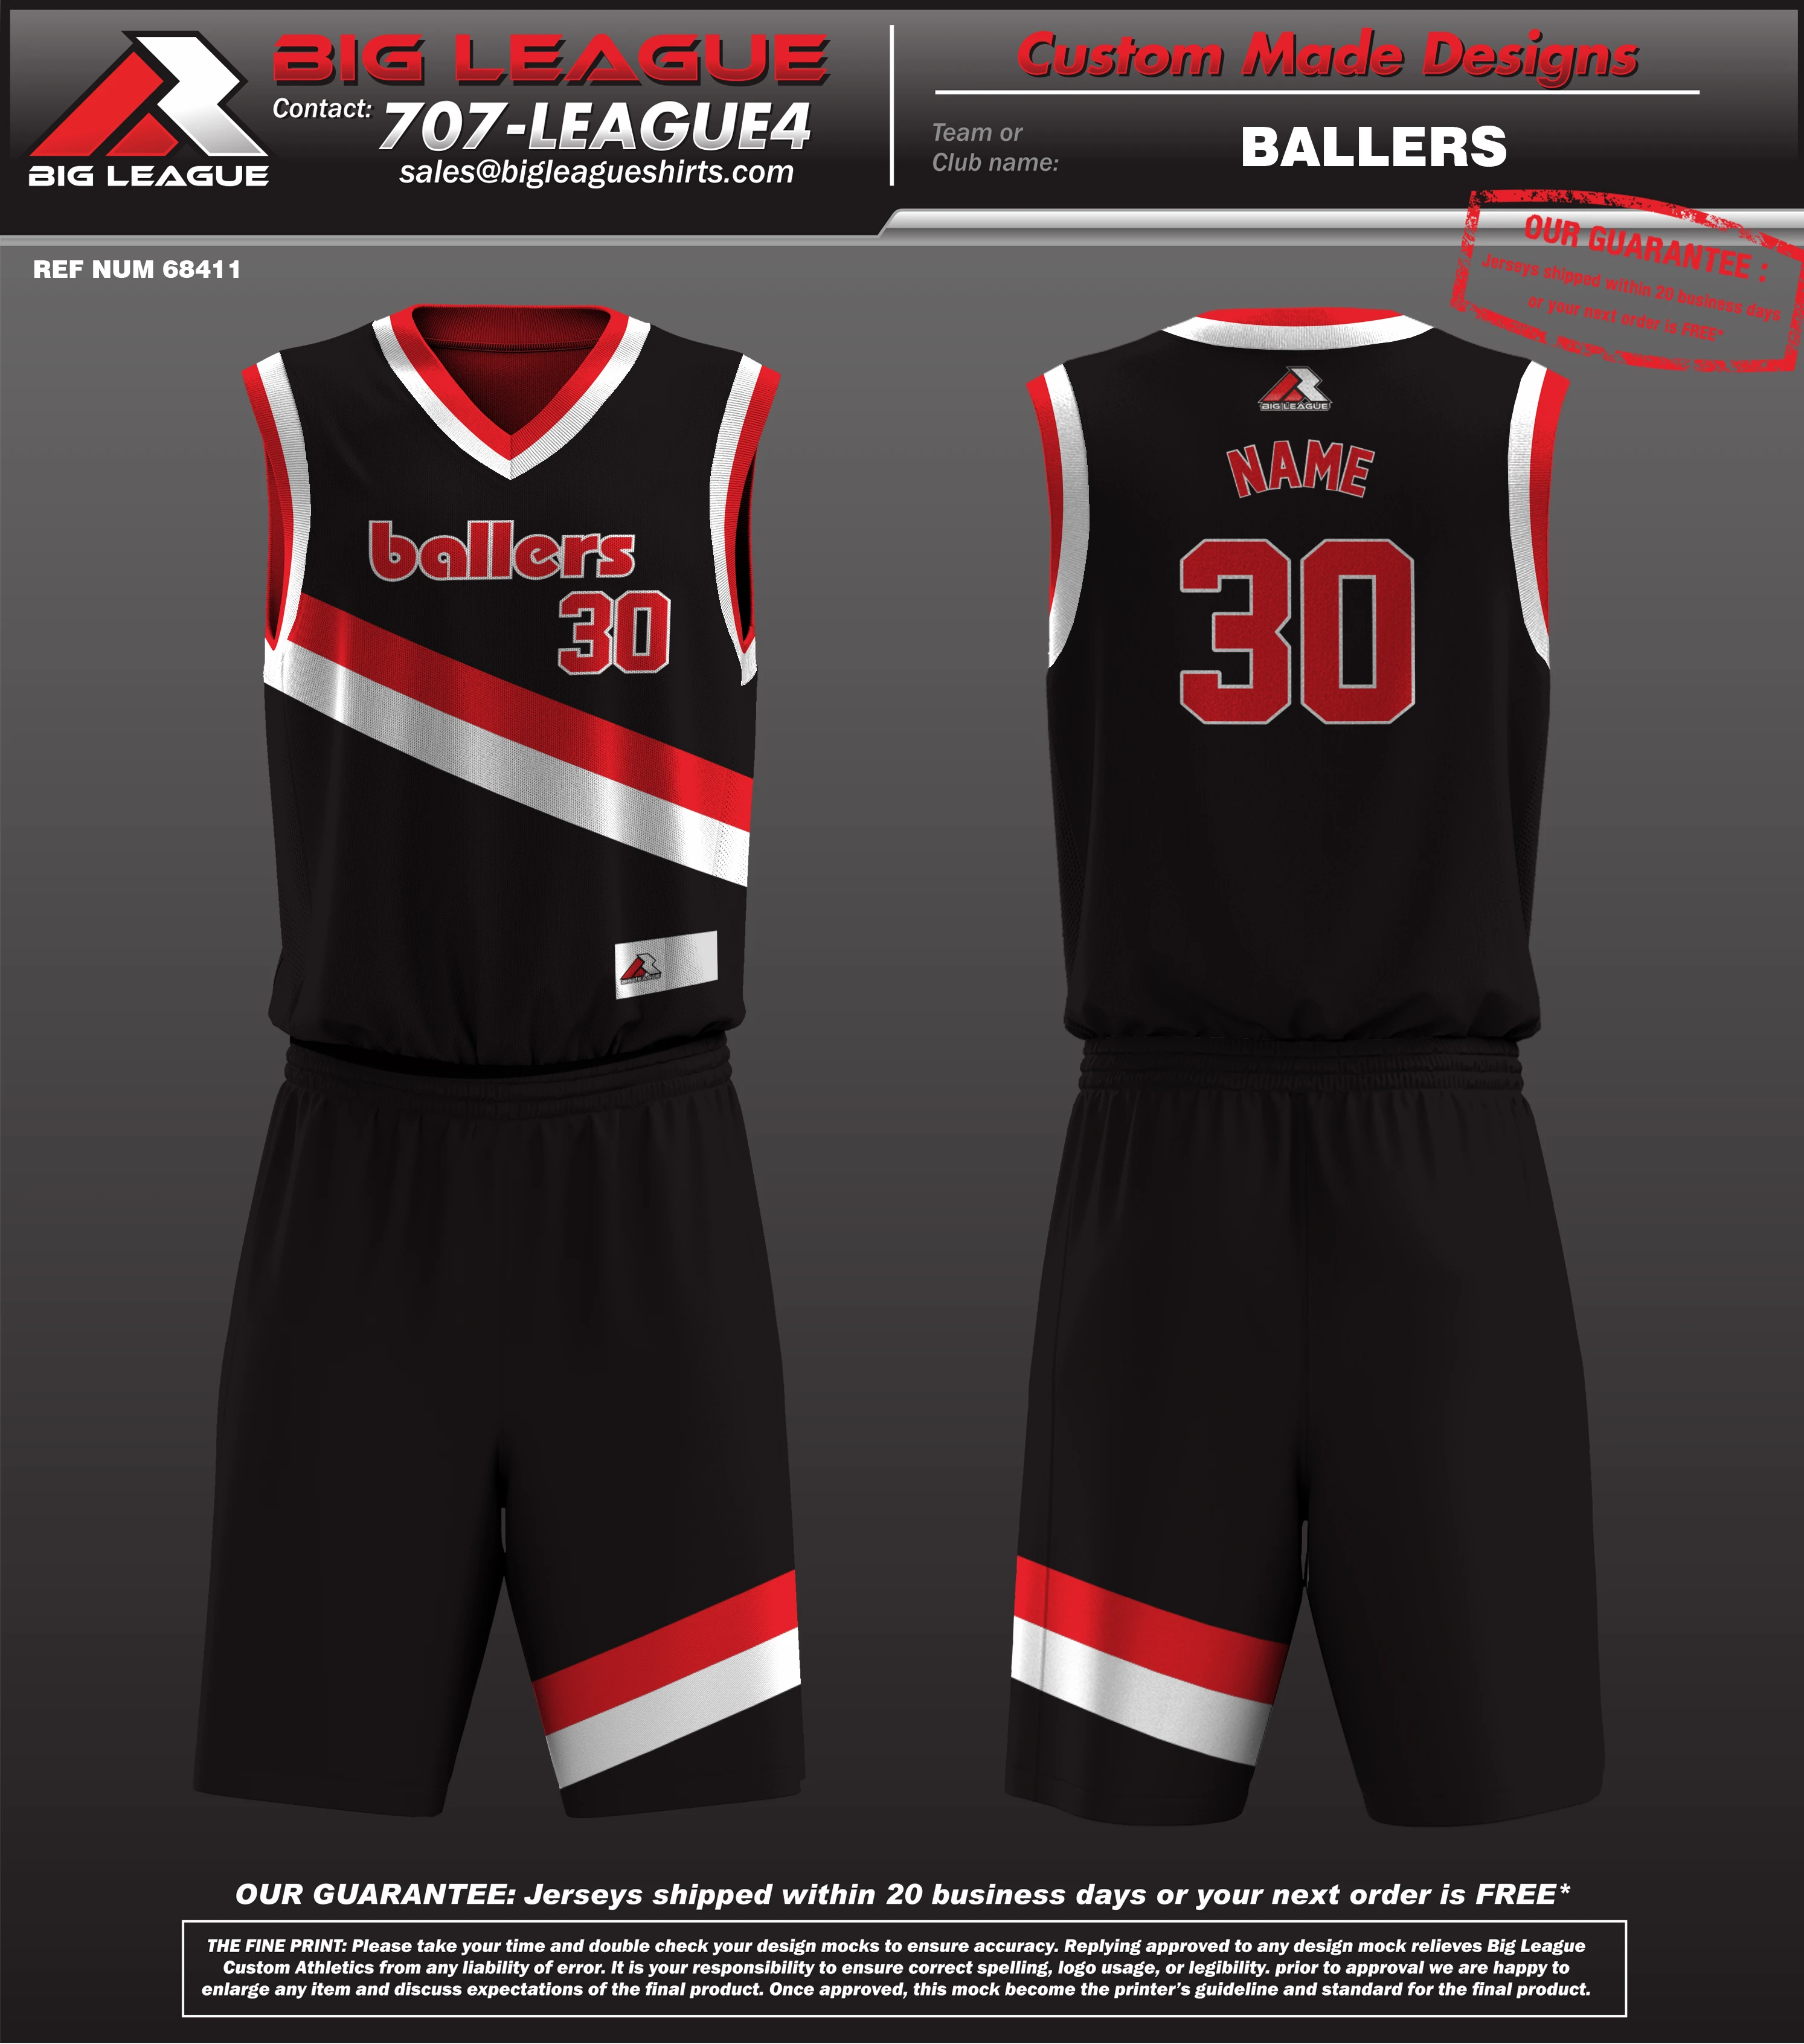 BIG LEAGUE
BIG LEAGUE
Contact: 707-LEAGUE4
sales@bigleagueshirts.com
Custom Made Designs
Team or
Club name:
BALLERS
OUR GUARANTEE :
Jerseys shipped within 20 business days
or your next order is FREE*
REF NUM 68411
ballers
30
BIG LEAGUE
NAME
30
OUR GUARANTEE: Jerseys shipped within 20 business days or your next order is FREE*
THE FINE PRINT: Please take your time and double check your design mocks to ensure accuracy. Replying approved to any design mock relieves Big League
Custom Athletics from any liability of error. It is your responsibility to ensure correct spelling, logo usage, or legibility. prior to approval we are happy to
enlarge any item and discuss expectations of the final product. Once approved, this mock become the printer's guideline and standard for the final product.